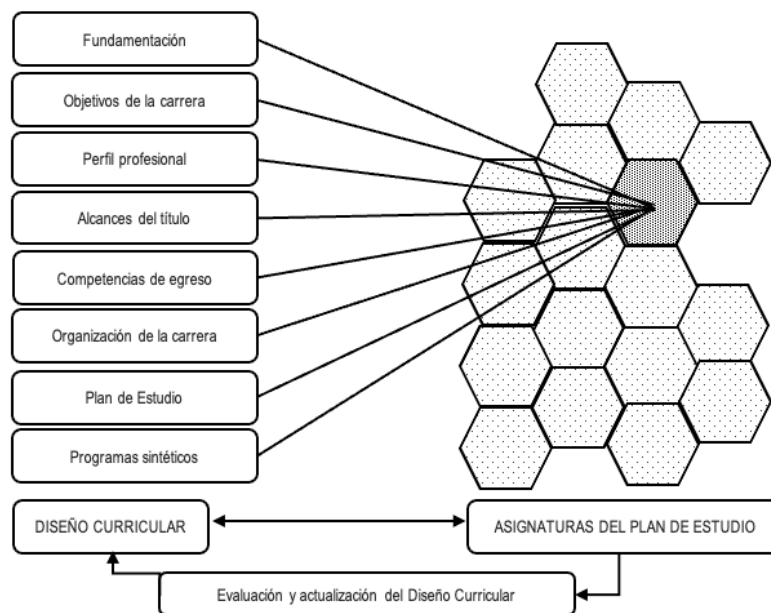 Fundamentación
Objetivos de la carrera
Perfil profesional
Alcances del título
Competencias de egreso
Organización de la carrera
Plan de Estudio
Programas sintéticos
DISEÑO CURRICULAR
ASIGNATURAS DEL PLAN DE ESTUDIO
Evaluación y actualización del Diseño Curricular